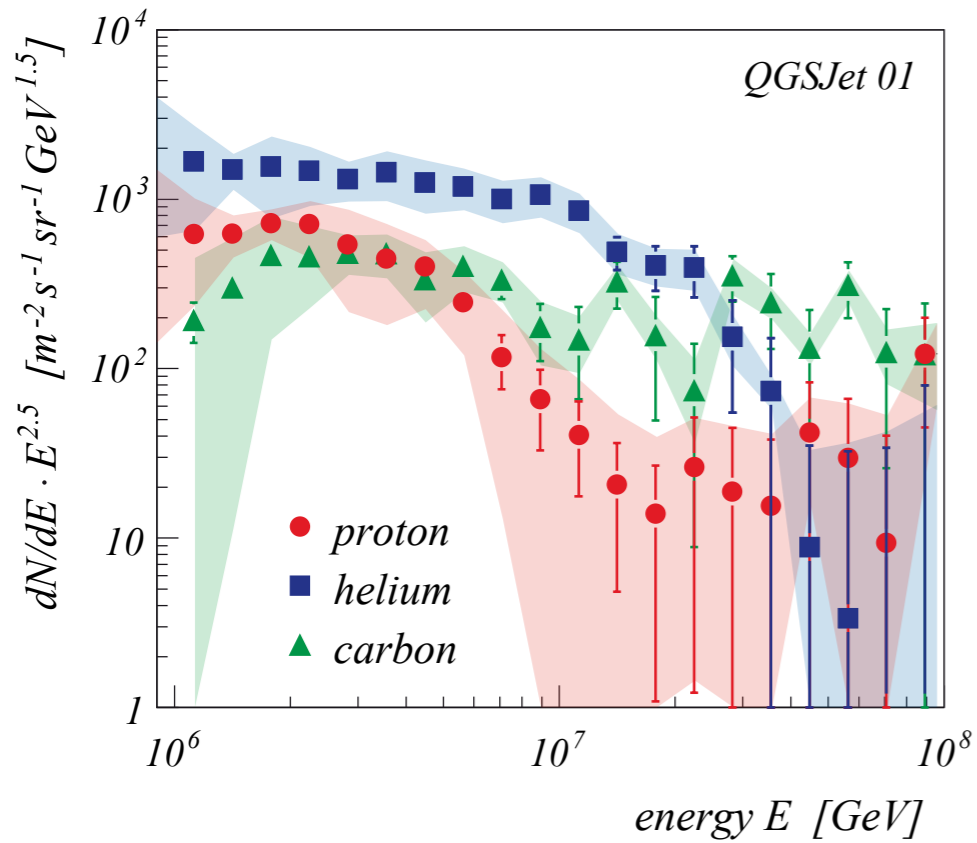 10^4
10^3
10^2
10
1
dN/dE · E^2.5 [m^-2 s^-1 sr^-1 GeV^1.5]
QGSJet 01
proton
helium
carbon
10^6
10^7
10^8
energy E [GeV]